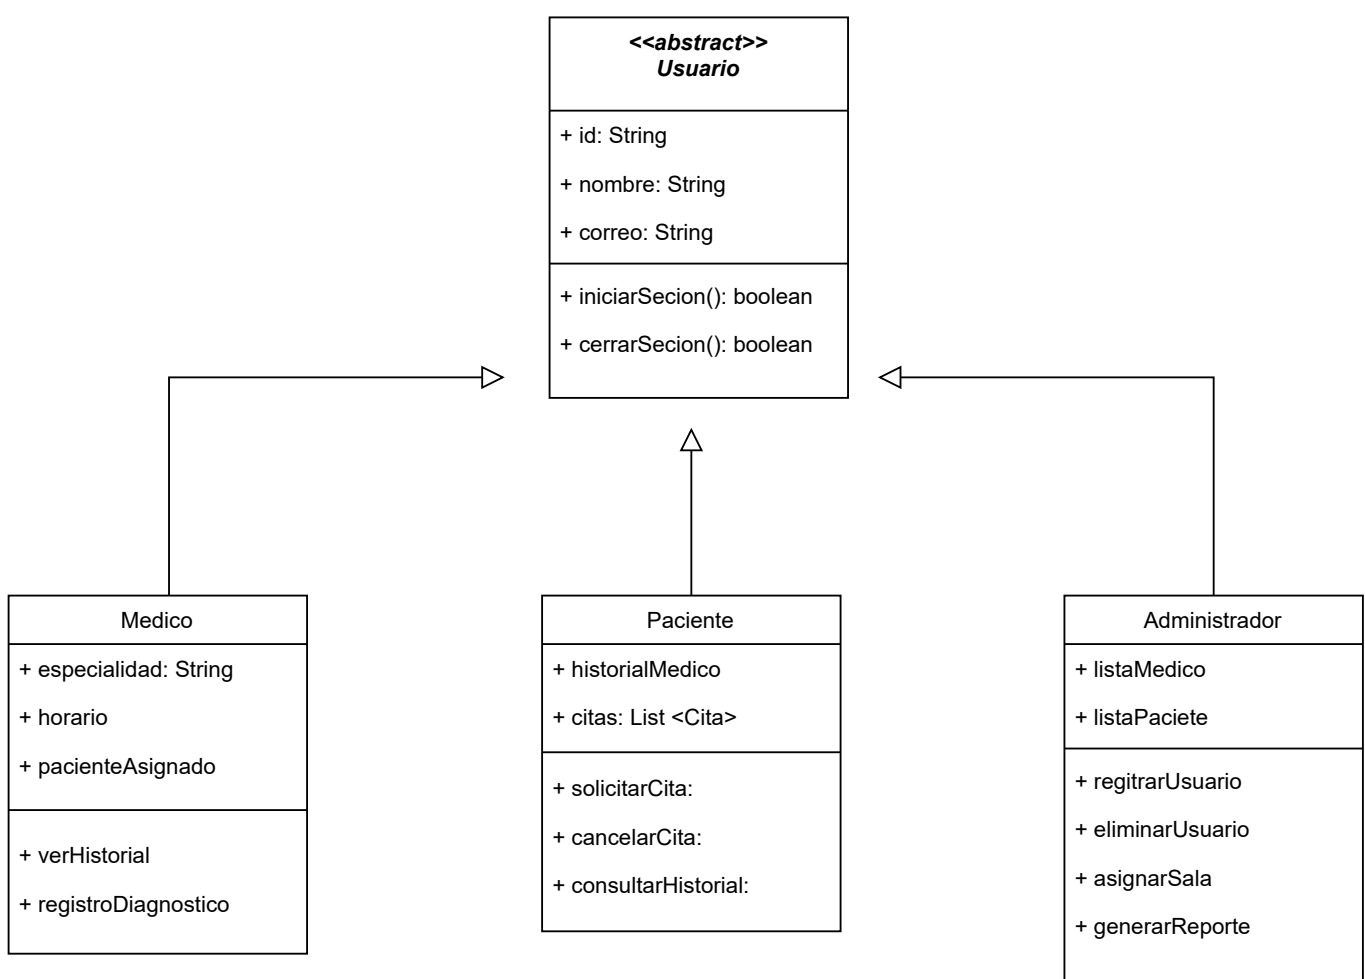 <<abstract>>
Usuario
+ id: String
+ nombre: String
+ correo: String
+ iniciarSecion(): boolean
+ cerrarSecion(): boolean
Medico
+ especialidad: String
+ horario
+ pacienteAsignado
+ verHistorial
+ registroDiagnostico
Paciente
+ historialMedico
+ citas: List <Cita>
+ solicitarCita:
+ cancelarCita:
+ consultarHistorial:
Administrador
+ listaMedico
+ listaPaciete
+ regitrarUsuario
+ eliminarUsuario
+ asignarSala
+ generarReporte